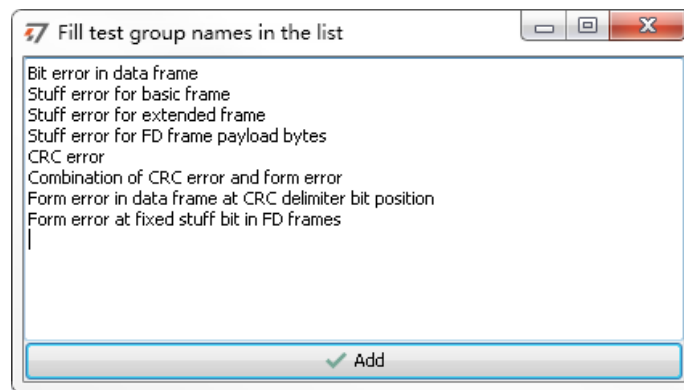 Fill test group names in the list
Bit error in data frame
Stuff error for basic frame
Stuff error for extended frame
Stuff error for FD frame payload bytes
CRC error
Combination of CRC error and form error
Form error in data frame at CRC delimiter bit position
Form error at fixed stuff bit in FD frames
Add